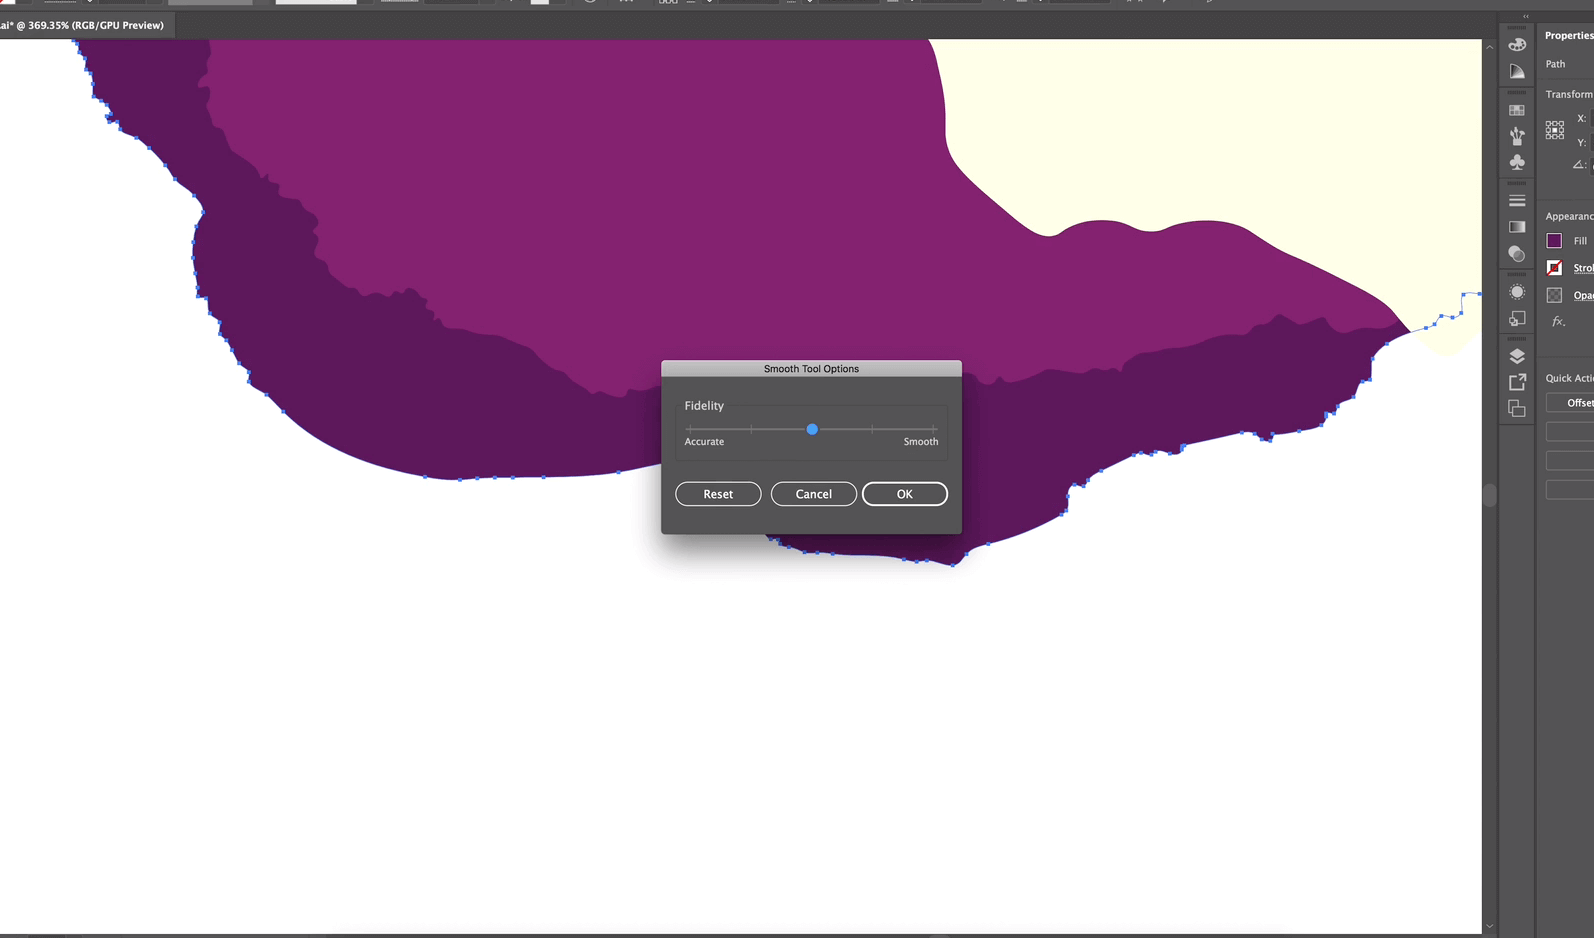 .ai* @ 369.35% (RGB/GPU Preview)
Properties
Path
Transform
X:
Y:
Appearanc
Fill
Strol
Opac
fx.
Quick Acti
Offset
Smooth Tool Options
Fidelity
Accurate
Smooth
Reset
Cancel
OK